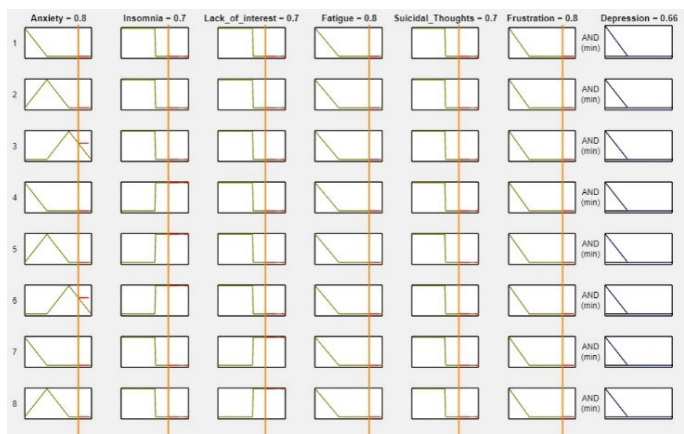 Anxiety = 0.8 Insomnia = 0.7 Lack_of_interest = 0.7 Fatigue = 0.8 Suicidal_Thoughts = 0.7 Frustration = 0.8 Depression = 0.66
1 AND
(min)
2 AND
(min)
3 AND
(min)
4 AND
(min)
5 AND
(min)
6 AND
(min)
7 AND
(min)
8 AND
(min)